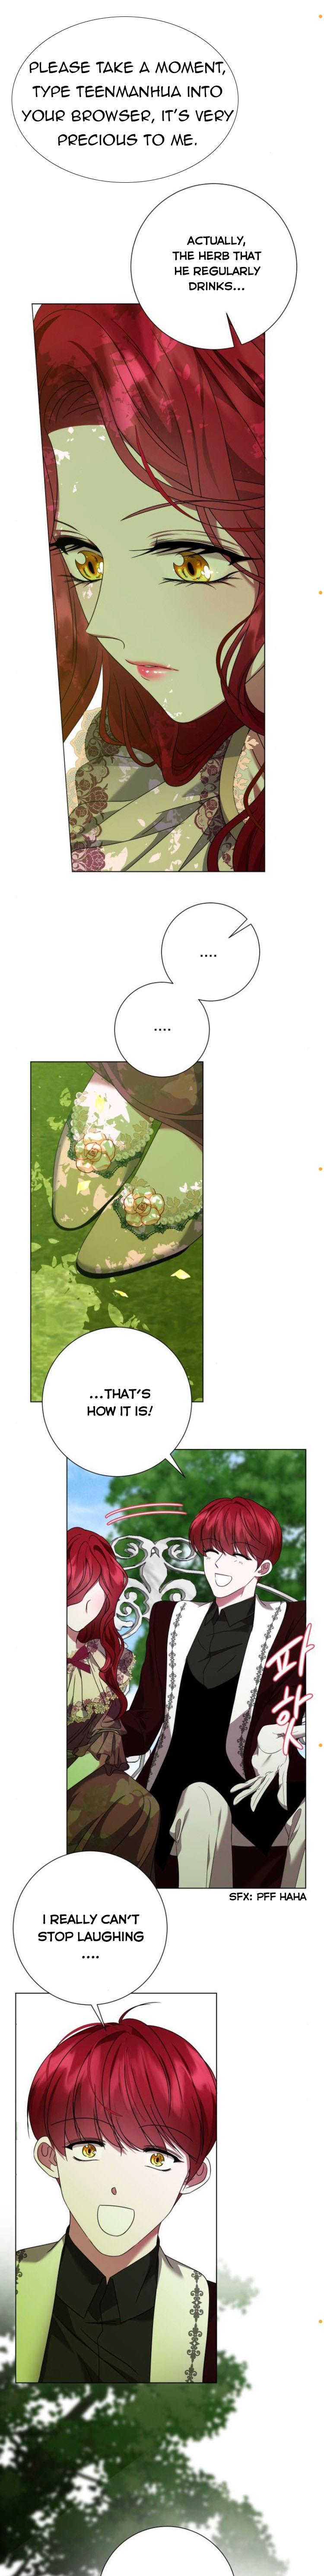 PLEASE TAKE A MOMENT,
TYPE TEENMANHUA INTO
YOUR BROWSER, IT'S VERY
PRECIOUS TO ME.
ACTUALLY,
THE HERB THAT
HE REGULARLY
DRINKS...
....
....
...THAT'S
HOW IT IS!
파
핫
SFX: PFF HAHA
I REALLY CAN'T
STOP LAUGHING
....